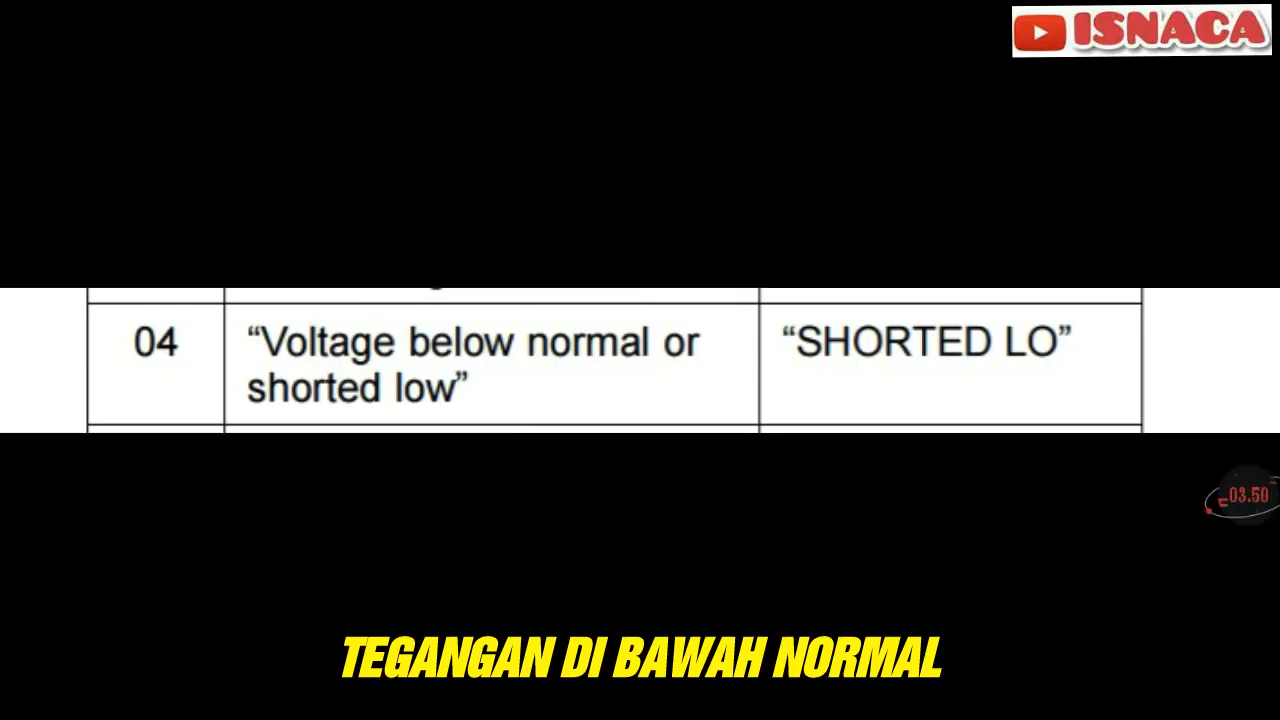 ISNACA
04 "Voltage below normal or "SHORTED LO"
shorted low"
03.50
TEGANGAN DI BAWAH NORMAL